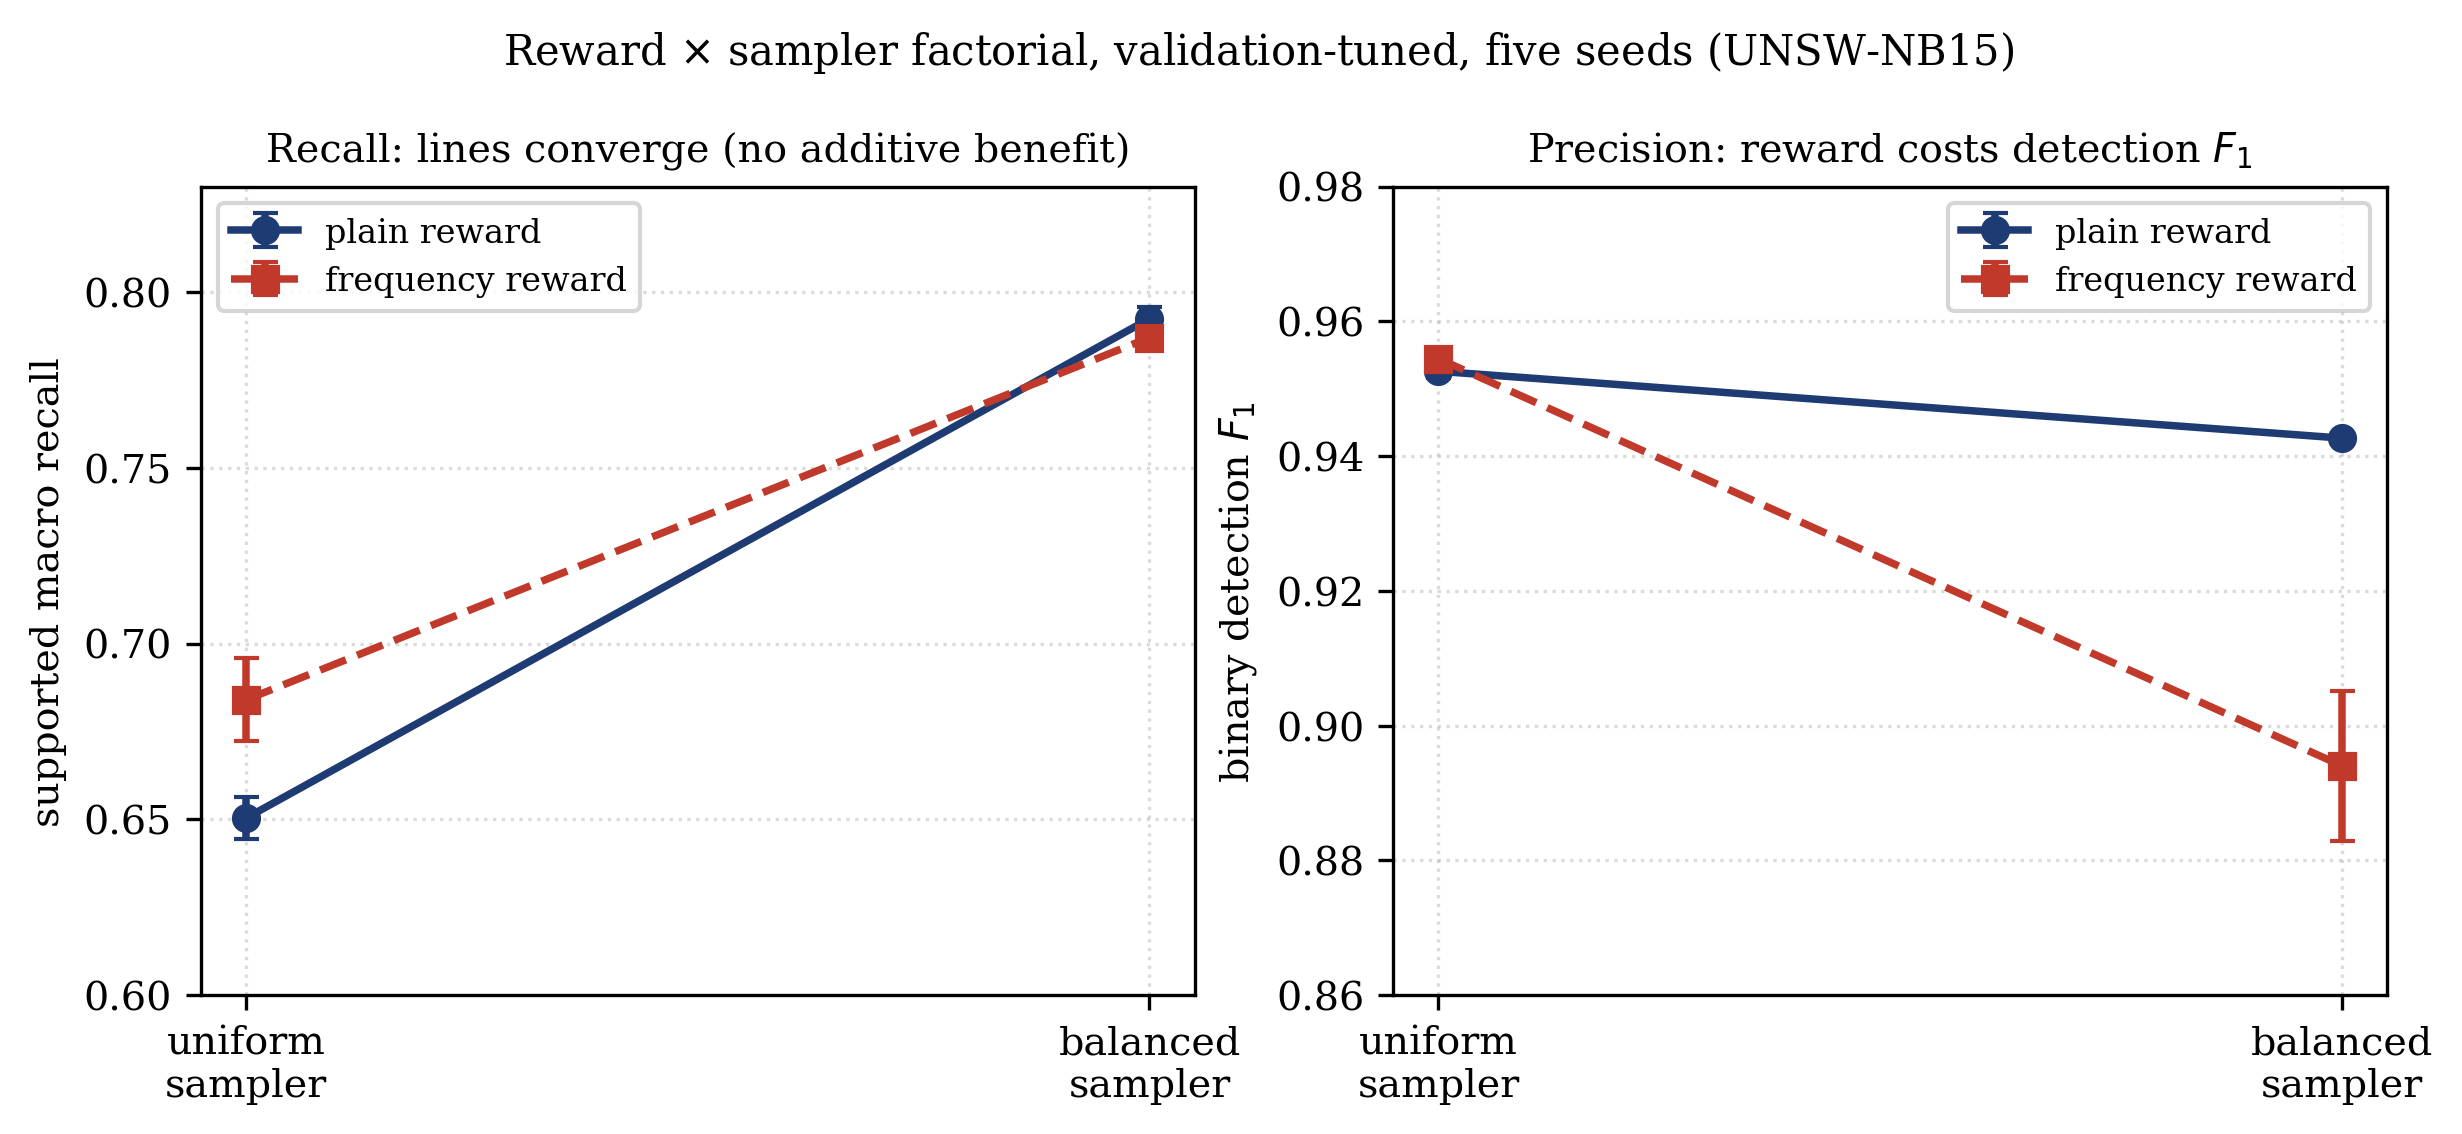 Reward × sampler factorial, validation-tuned, five seeds (UNSW-NB15)
Recall: lines converge (no additive benefit)
plain reward
frequency reward
supported macro recall
0.80
0.75
0.70
0.65
0.60
uniform
sampler
balanced
sampler
Precision: reward costs detection F₁
plain reward
frequency reward
binary detection F₁
0.98
0.96
0.94
0.92
0.90
0.88
0.86
uniform
sampler
balanced
sampler